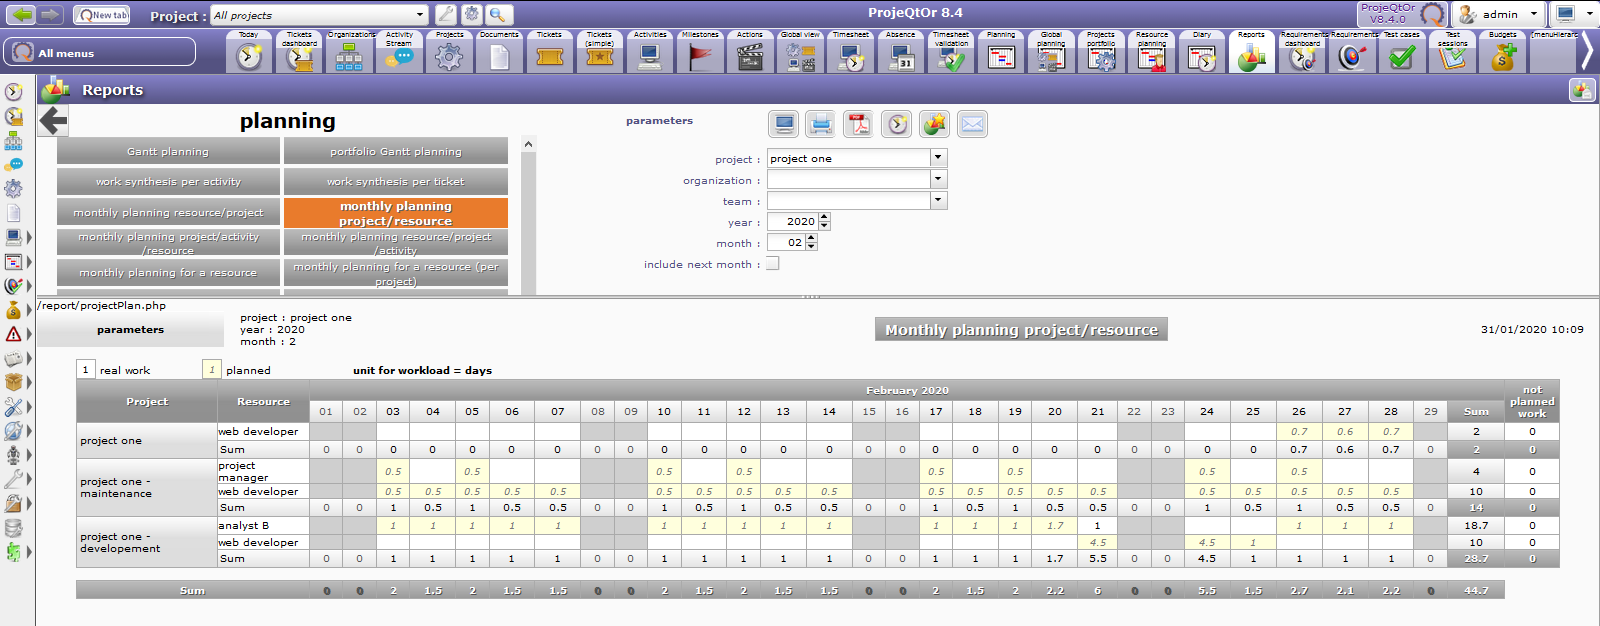 New tab Project : All projects ProjeQtOr 8.4 ProjeQtOr V8.4.0 admin
All menus Today Tickets dashboard Organizations Activity Stream Projects Documents Tickets Tickets (simple) Activities Milestones Actions Global view Timesheet Absence Timesheet validation Planning Global planning Projects portfolio Resource planning Diary Reports Requirements dashboard Requirements Test cases Test sessions Budgets (menuHierarc
Reports
planning
parameters
Gantt planning portfolio Gantt planning
work synthesis per activity work synthesis per ticket
monthly planning resource/project monthly planning project/resource
monthly planning project/activity /resource monthly planning resource/project /activity
monthly planning for a resource monthly planning for a resource (per project)
project : project one
organization :
team :
year : 2020
month : 02
include next month :
/report/projectPlan.php
parameters
project : project one
year : 2020
month : 2
Monthly planning project/resource
31/01/2020 10:09
1 real work 1 planned unit for workload = days
Project Resource February 2020 Sum not planned work
01 02 03 04 05 06 07 08 09 10 11 12 13 14 15 16 17 18 19 20 21 22 23 24 25 26 27 28 29
project one web developer 0.7 0.6 0.7 2 0
Sum 0 0 0 0 0 0 0 0 0 0 0 0 0 0 0 0 0 0 0 0 0 0 0 0 0 0.7 0.6 0.7 0 2 0
project one - maintenance project manager 0.5 0.5 0.5 0.5 0.5 0.5 0.5 0.5 4 0
web developer 0.5 0.5 0.5 0.5 0.5 0.5 0.5 0.5 0.5 0.5 0.5 0.5 0.5 0.5 0.5 0.5 0.5 0.5 0.5 0.5 10 0
Sum 0 0 1 0.5 1 0.5 0.5 0 0 1 0.5 1 0.5 0.5 0 0 1 0.5 1 0.5 0.5 0 0 1 0.5 1 0.5 0.5 0 14 0
project one - developement analyst B 1 1 1 1 1 1 1 1 1 1 1 1 1 1.7 1 1 1 1 18.7 0
web developer 4.5 4.5 1 10 0
Sum 0 0 1 1 1 1 1 0 0 1 1 1 1 1 0 0 1 1 1 1.7 5.5 0 0 4.5 1 1 1 1 0 28.7 0
Sum 0 0 2 1.5 2 1.5 1.5 0 0 2 1.5 2 1.5 1.5 0 0 2 1.5 2 2.2 6 0 0 5.5 1.5 2.7 2.1 2.2 0 44.7